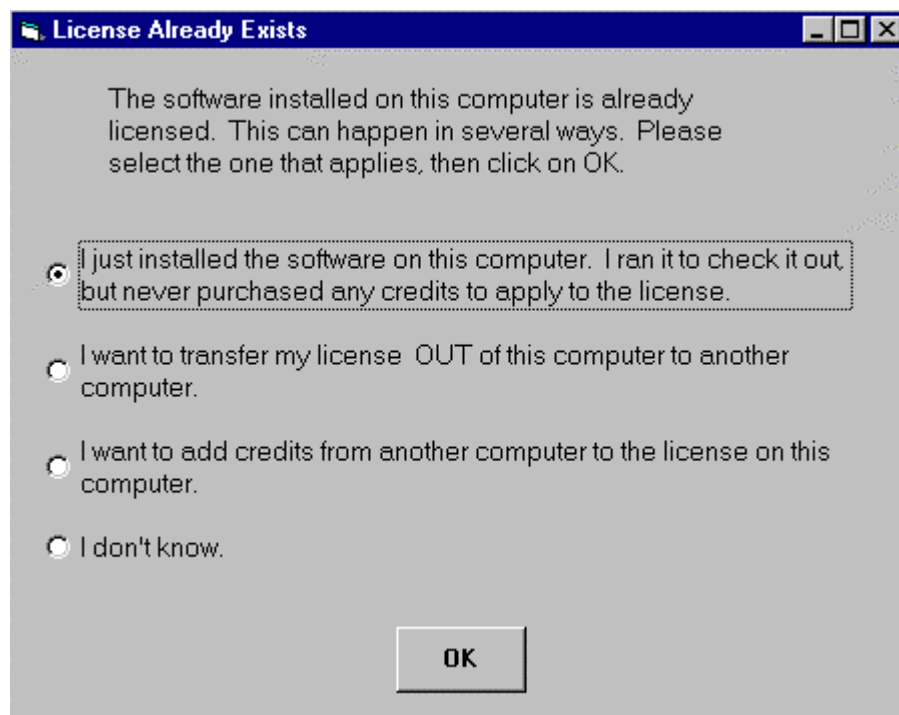 License Already Exists
The software installed on this computer is already
licensed.  This can happen in several ways.  Please
select the one that applies, then click on OK.
I just installed the software on this computer.  I ran it to check it out,
but never purchased any credits to apply to the license.
I want to transfer my license  OUT of this computer to another
computer.
I want to add credits from another computer to the license on this
computer.
I don't know.
OK